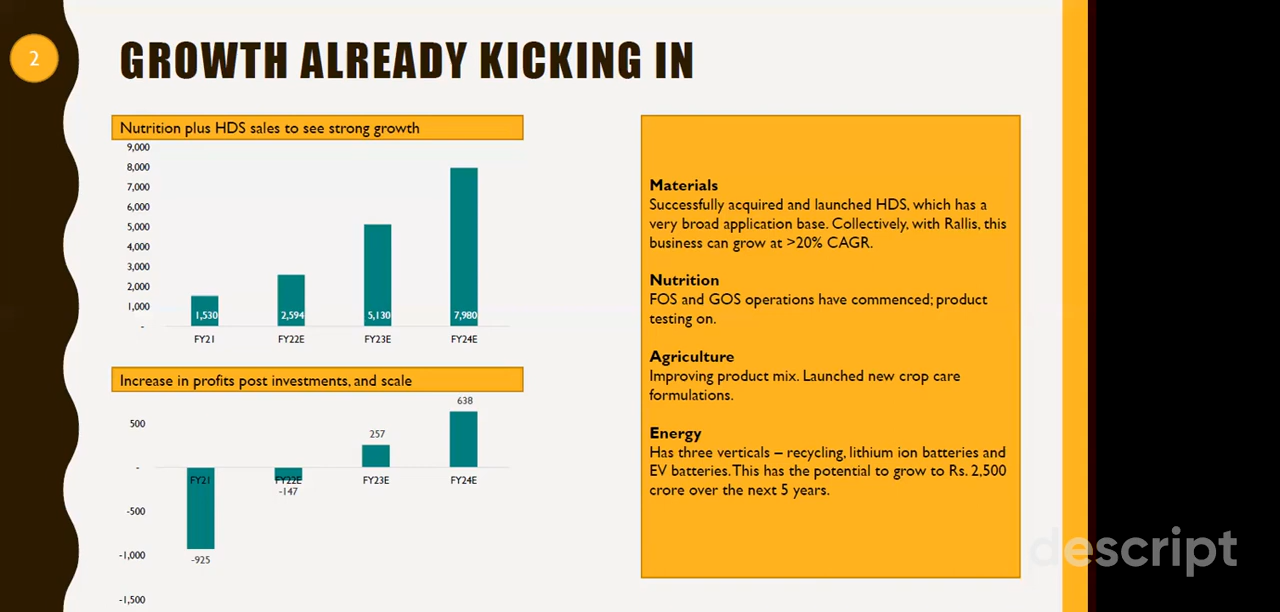 2
GROWTH ALREADY KICKING IN
Nutrition plus HDS sales to see strong growth
9,000
8,000
7,000
6,000
5,000
4,000
3,000
2,000
1,000
-
1,530
2,594
5,130
7,980
FY21
FY22E
FY23E
FY24E
Increase in profits post investments, and scale
500
-
-500
-1,000
-1,500
638
257
FY21
FY22E
FY23E
FY24E
-147
-925
Materials
Successfully acquired and launched HDS, which has a
very broad application base. Collectively, with Rallis, this
business can grow at >20% CAGR.
Nutrition
FOS and GOS operations have commenced; product
testing on.
Agriculture
Improving product mix. Launched new crop care
formulations.
Energy
Has three verticals – recycling, lithium ion batteries and
EV batteries. This has the potential to grow to Rs. 2,500
crore over the next 5 years.
descript